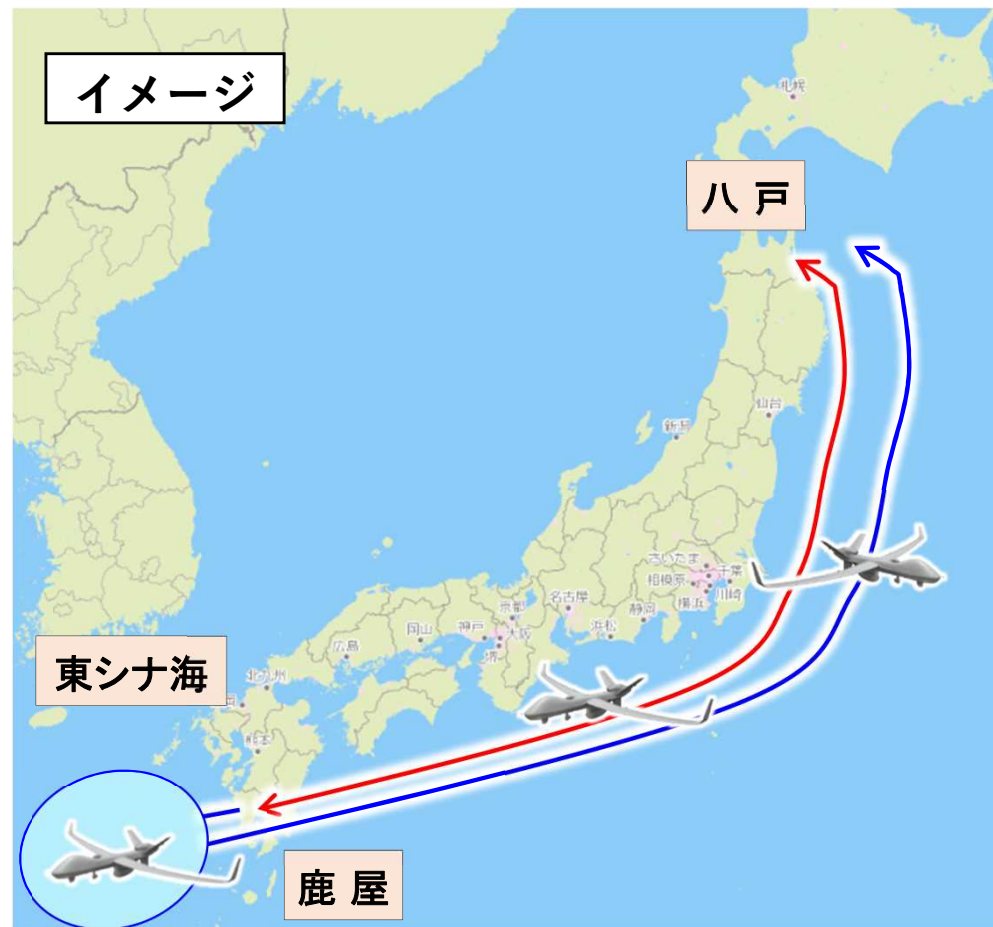 イメージ
札幌
八戸
仙台
新潟
さいたま
千葉
相模原
川崎
横浜
名古屋
静岡
浜松
京都
神戸
大阪
堺
岡山
広島
東シナ海
北九州
岡
熊本
鹿屋